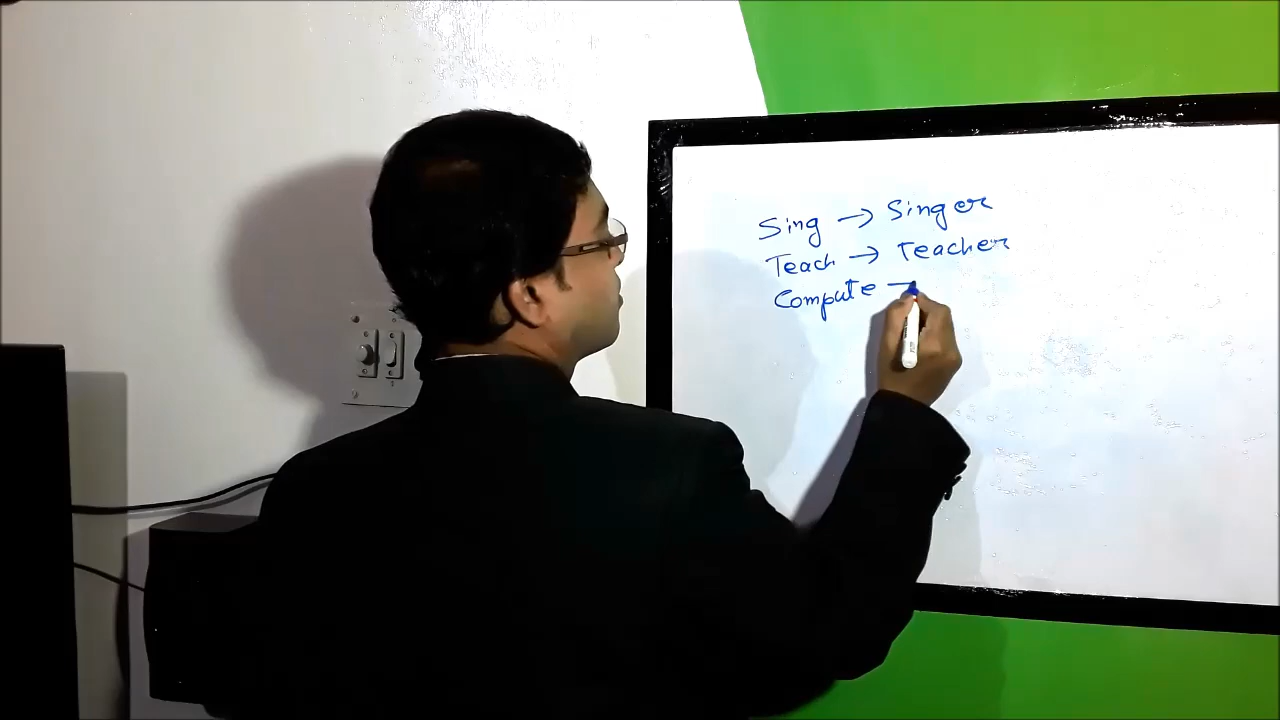 Sing → Singer
Teach → Teacher
Compute →